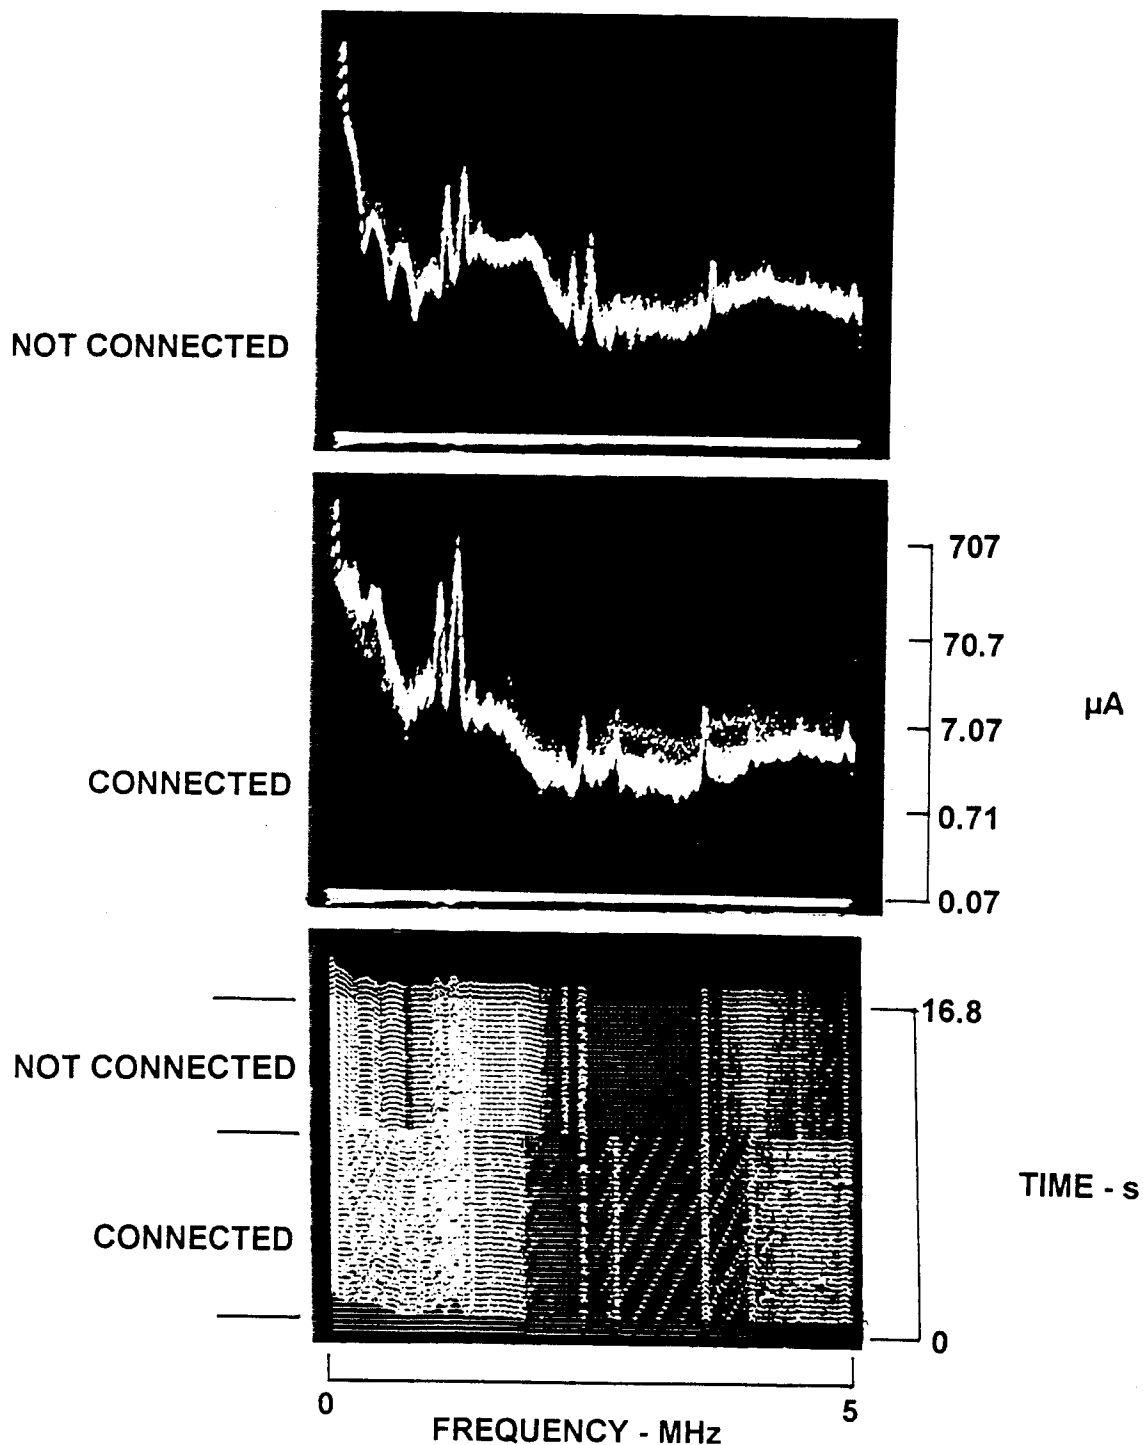 NOT CONNECTED
707
70.7
µA
7.07
CONNECTED
0.71
0.07
16.8
NOT CONNECTED
TIME - s
CONNECTED
0
0
5
FREQUENCY - MHz